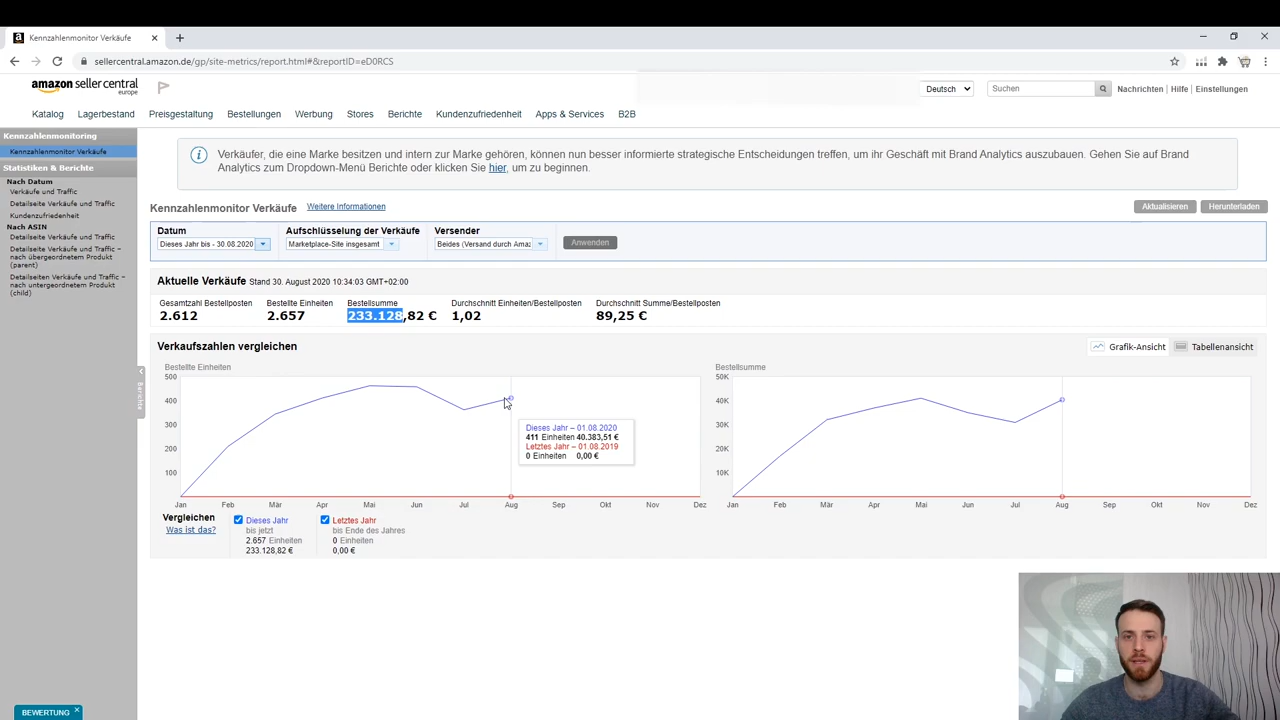 Kennzahlenmonitor Verkäufe
sellercentral.amazon.de/gp/site-metrics/report.html#&reportID=eD0RCS
amazon seller central
europe
Deutsch
Suchen
Nachrichten | Hilfe | Einstellungen
Katalog Lagerbestand Preisgestaltung Bestellungen Werbung Stores Berichte Kundenzufriedenheit Apps & Services B2B
Kennzahlenmonitoring
Kennzahlenmonitor Verkäufe
Statistiken & Berichte
Nach Datum
Verkäufe und Traffic
Detailseite Verkäufe und Traffic
Kundenzufriedenheit
Nach ASIN
Detailseite Verkäufe und Traffic
Detailseite Verkäufe und Traffic –
nach übergeordnetem Produkt
(parent)
Detailseiten Verkäufe und Traffic –
nach untergeordnetem Produkt
(child)
Berichte
BEWERTUNG
Verkäufer, die eine Marke besitzen und intern zur Marke gehören, können nun besser informierte strategische Entscheidungen treffen, um ihr Geschäft mit Brand Analytics auszubauen. Gehen Sie auf Brand
Analytics zum Dropdown-Menü Berichte oder klicken Sie hier, um zu beginnen.
Kennzahlenmonitor Verkäufe Weitere Informationen
Aktualisieren Herunterladen
Datum Aufschlüsselung der Verkäufe Versender
Dieses Jahr bis - 30.08.2020 Marketplace-Site insgesamt Beides (Versand durch Amaz Anwenden
Aktuelle Verkäufe Stand 30. August 2020 10:34:03 GMT+02:00
Gesamtzahl Bestellposten Bestellte Einheiten Bestellsumme Durchschnitt Einheiten/Bestellposten Durchschnitt Summe/Bestellposten
2.612 2.657 233.128,82 € 1,02 89,25 €
Verkaufszahlen vergleichen
Grafik-Ansicht Tabellenansicht
Bestellte Einheiten
500
400
300
200
100
Jan Feb Mär Apr Mai Jun Jul Aug Sep Okt Nov Dez
Dieses Jahr – 01.08.2020
411 Einheiten 40.383,51 €
Letztes Jahr – 01.08.2019
0 Einheiten 0,00 €
Bestellsumme
50K
40K
30K
20K
10K
Jan Feb Mär Apr Mai Jun Jul Aug Sep Okt Nov Dez
Vergleichen
Was ist das?
Dieses Jahr
bis jetzt
2.657 Einheiten
233.128,82 €
Letztes Jahr
bis Ende des Jahres
0 Einheiten
0,00 €